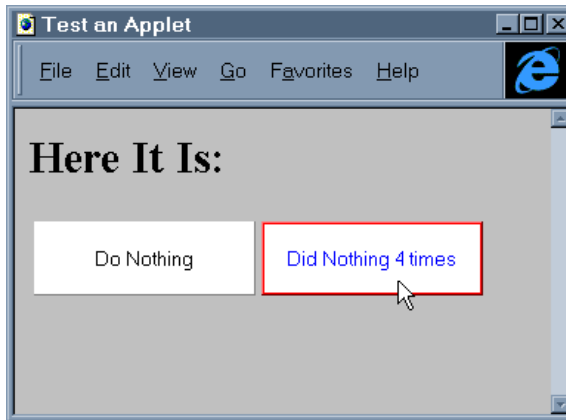 Test an Applet
File Edit View Go Favorites Help
Here It Is:
Do Nothing Did Nothing 4 times